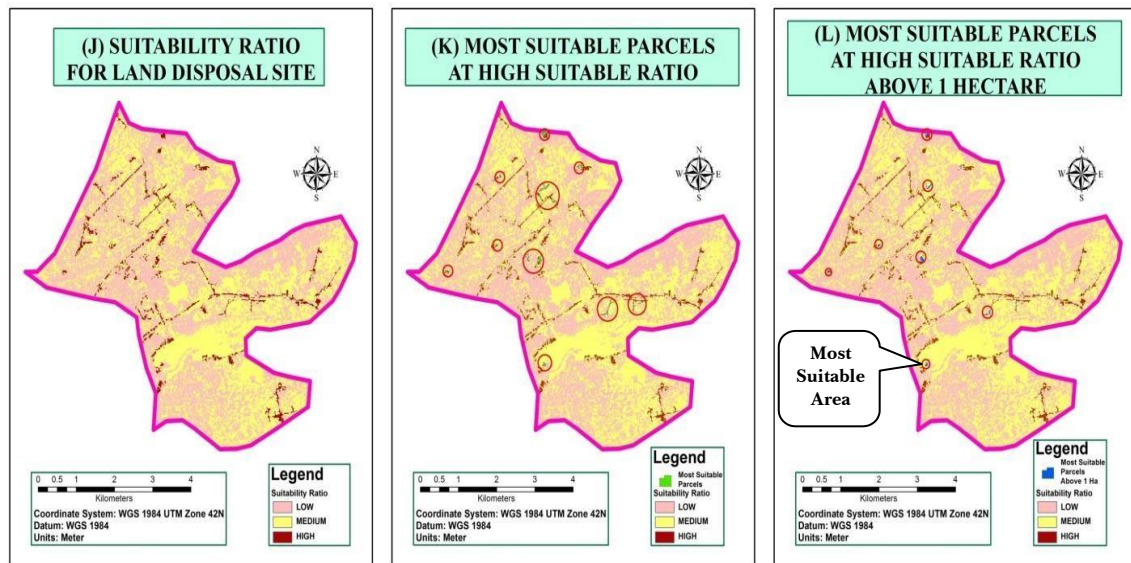 (J) SUITABILITY RATIO
FOR LAND DISPOSAL SITE
N
W
E
S
0 0.5 1 2 3 4
Kilometers
Coordinate System: WGS 1984 UTM Zone 42N
Datum: WGS 1984
Units: Meter
Legend
Suitability Ratio
LOW
MEDIUM
HIGH
(K) MOST SUITABLE PARCELS
AT HIGH SUITABLE RATIO
N
W
E
S
0 0.5 1 2 3 4
Kilometers
Coordinate System: WGS 1984 UTM Zone 42N
Datum: WGS 1984
Units: Meter
Legend
Most Suitable
Parcels
Suitability Ratio
LOW
MEDIUM
HIGH
(L) MOST SUITABLE PARCELS
AT HIGH SUITABLE RATIO
ABOVE 1 HECTARE
N
W
E
S
Most
Suitable
Area
0 0.5 1 2 3 4
Kilometers
Coordinate System: WGS 1984 UTM Zone 42N
Datum: WGS 1984
Units: Meter
Legend
Most Suitable
Parcels
Above 1 Ha
Suitability Ratio
LOW
MEDIUM
HIGH